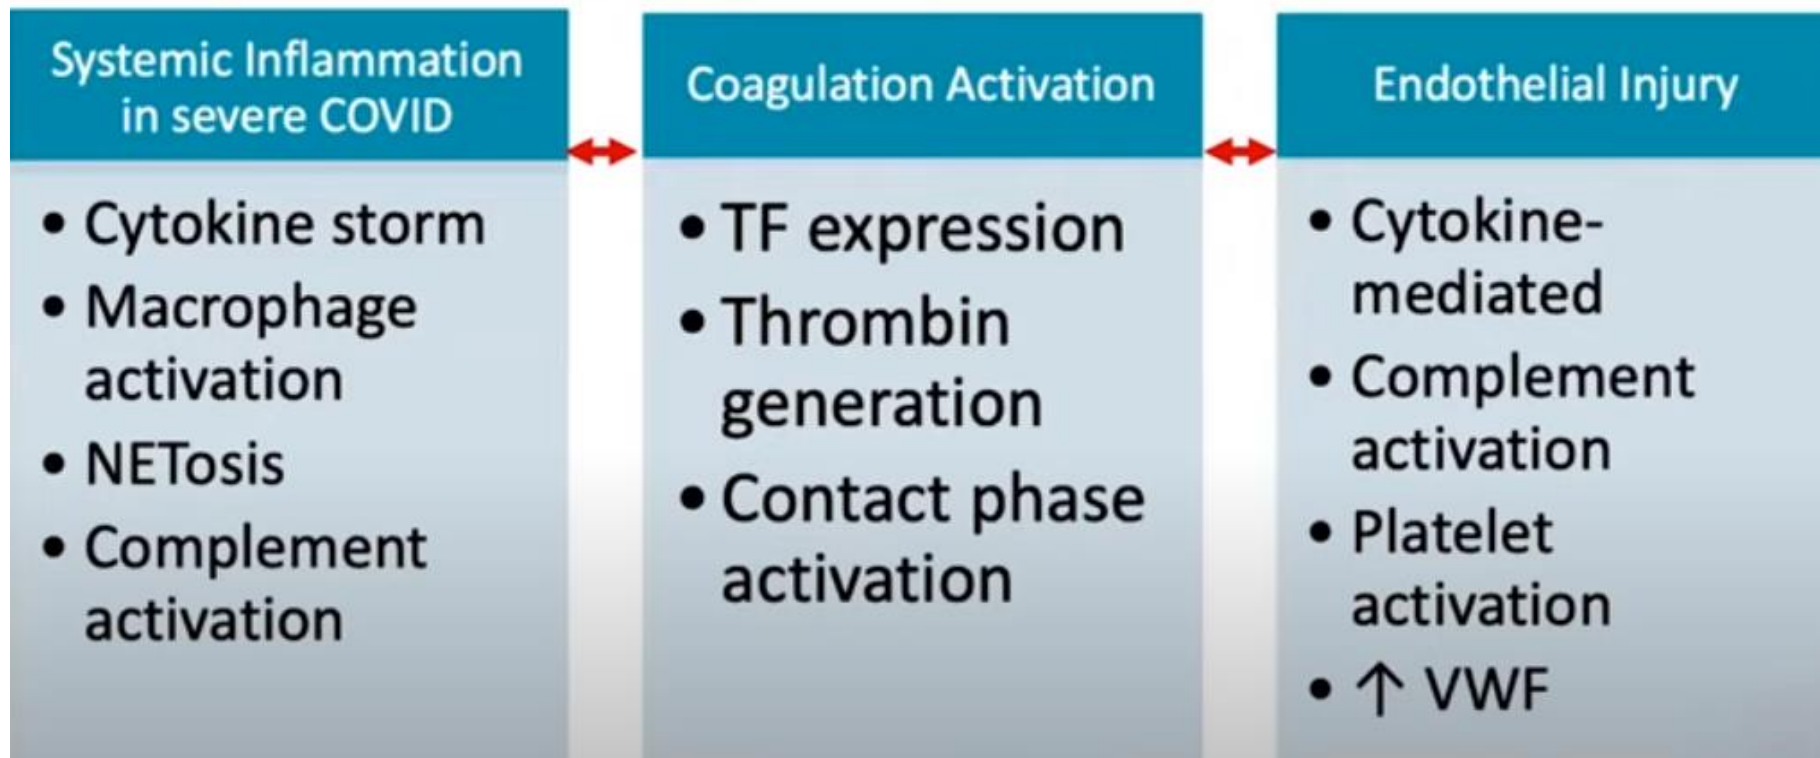 Systemic Inflammation
in severe COVID
• Cytokine storm
• Macrophage
activation
• NETosis
• Complement
activation
Coagulation Activation
• TF expression
• Thrombin
generation
• Contact phase
activation
Endothelial Injury
• Cytokine-
mediated
• Complement
activation
• Platelet
activation
• ↑ VWF